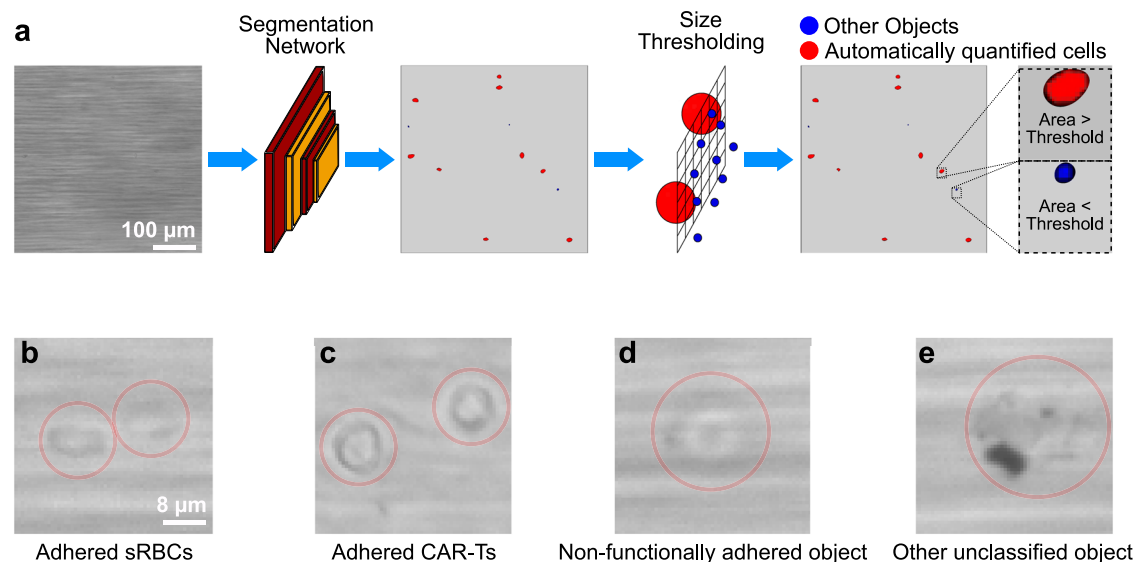 a
Segmentation
Network
Size
Thresholding
Other Objects
Automatically quantified cells
100 µm
Area >
Threshold
Area <
Threshold
b
c
d
e
8 µm
Adhered sRBCs
Adhered CAR-Ts
Non-functionally adhered object
Other unclassified object